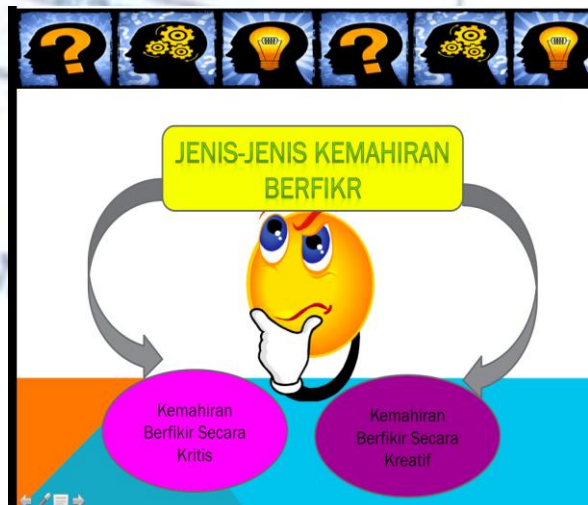 JENIS-JENIS KEMAHIRAN
BERFIKR
Kemahiran
Berfikir Secara
Kritis
Kemahiran
Berfikir Secara
Kreatif